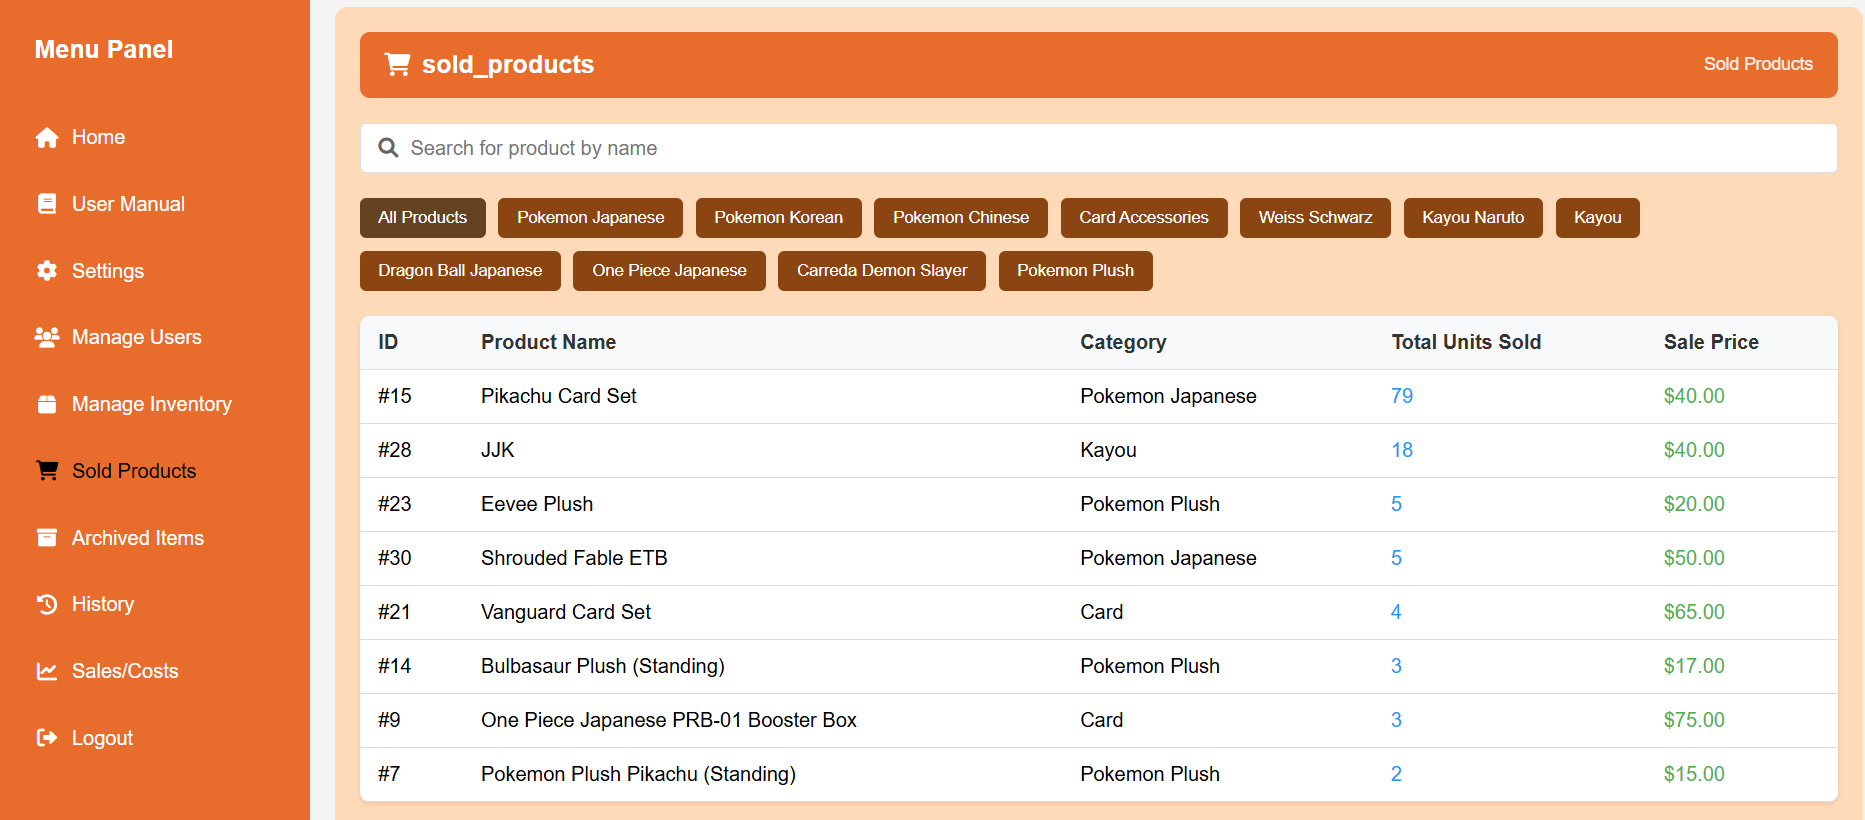 Menu Panel
Home
User Manual
Settings
Manage Users
Manage Inventory
Sold Products
Archived Items
History
Sales/Costs
Logout
sold_products Sold Products
Search for product by name
All Products Pokemon Japanese Pokemon Korean Pokemon Chinese Card Accessories Weiss Schwarz Kayou Naruto Kayou
Dragon Ball Japanese One Piece Japanese Carreda Demon Slayer Pokemon Plush
ID Product Name Category Total Units Sold Sale Price
#15 Pikachu Card Set Pokemon Japanese 79 $40.00
#28 JJK Kayou 18 $40.00
#23 Eevee Plush Pokemon Plush 5 $20.00
#30 Shrouded Fable ETB Pokemon Japanese 5 $50.00
#21 Vanguard Card Set Card 4 $65.00
#14 Bulbasaur Plush (Standing) Pokemon Plush 3 $17.00
#9 One Piece Japanese PRB-01 Booster Box Card 3 $75.00
#7 Pokemon Plush Pikachu (Standing) Pokemon Plush 2 $15.00